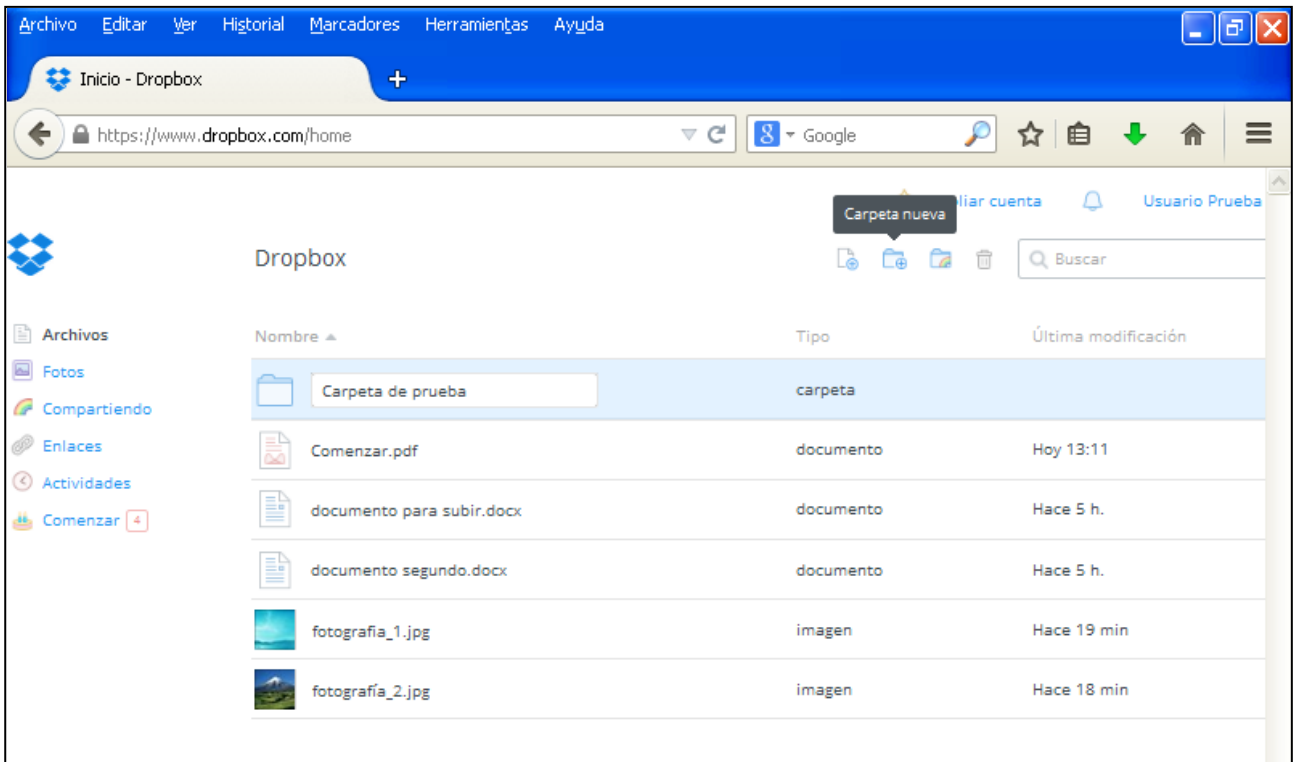 Archivo Editar Ver Historial Marcadores Herramientas Ayuda
Inicio - Dropbox
https://www.dropbox.com/home
8 Google
liar cuenta Usuario Prueba
Carpeta nueva
Dropbox
Buscar
Archivos
Fotos
Compartiendo
Enlaces
Actividades
Comenzar 4
Nombre Tipo Última modificación
Carpeta de prueba carpeta
Comenzar.pdf documento Hoy 13:11
documento para subir.docx documento Hace 5 h.
documento segundo.docx documento Hace 5 h.
fotografia_1.jpg imagen Hace 19 min
fotografía_2.jpg imagen Hace 18 min